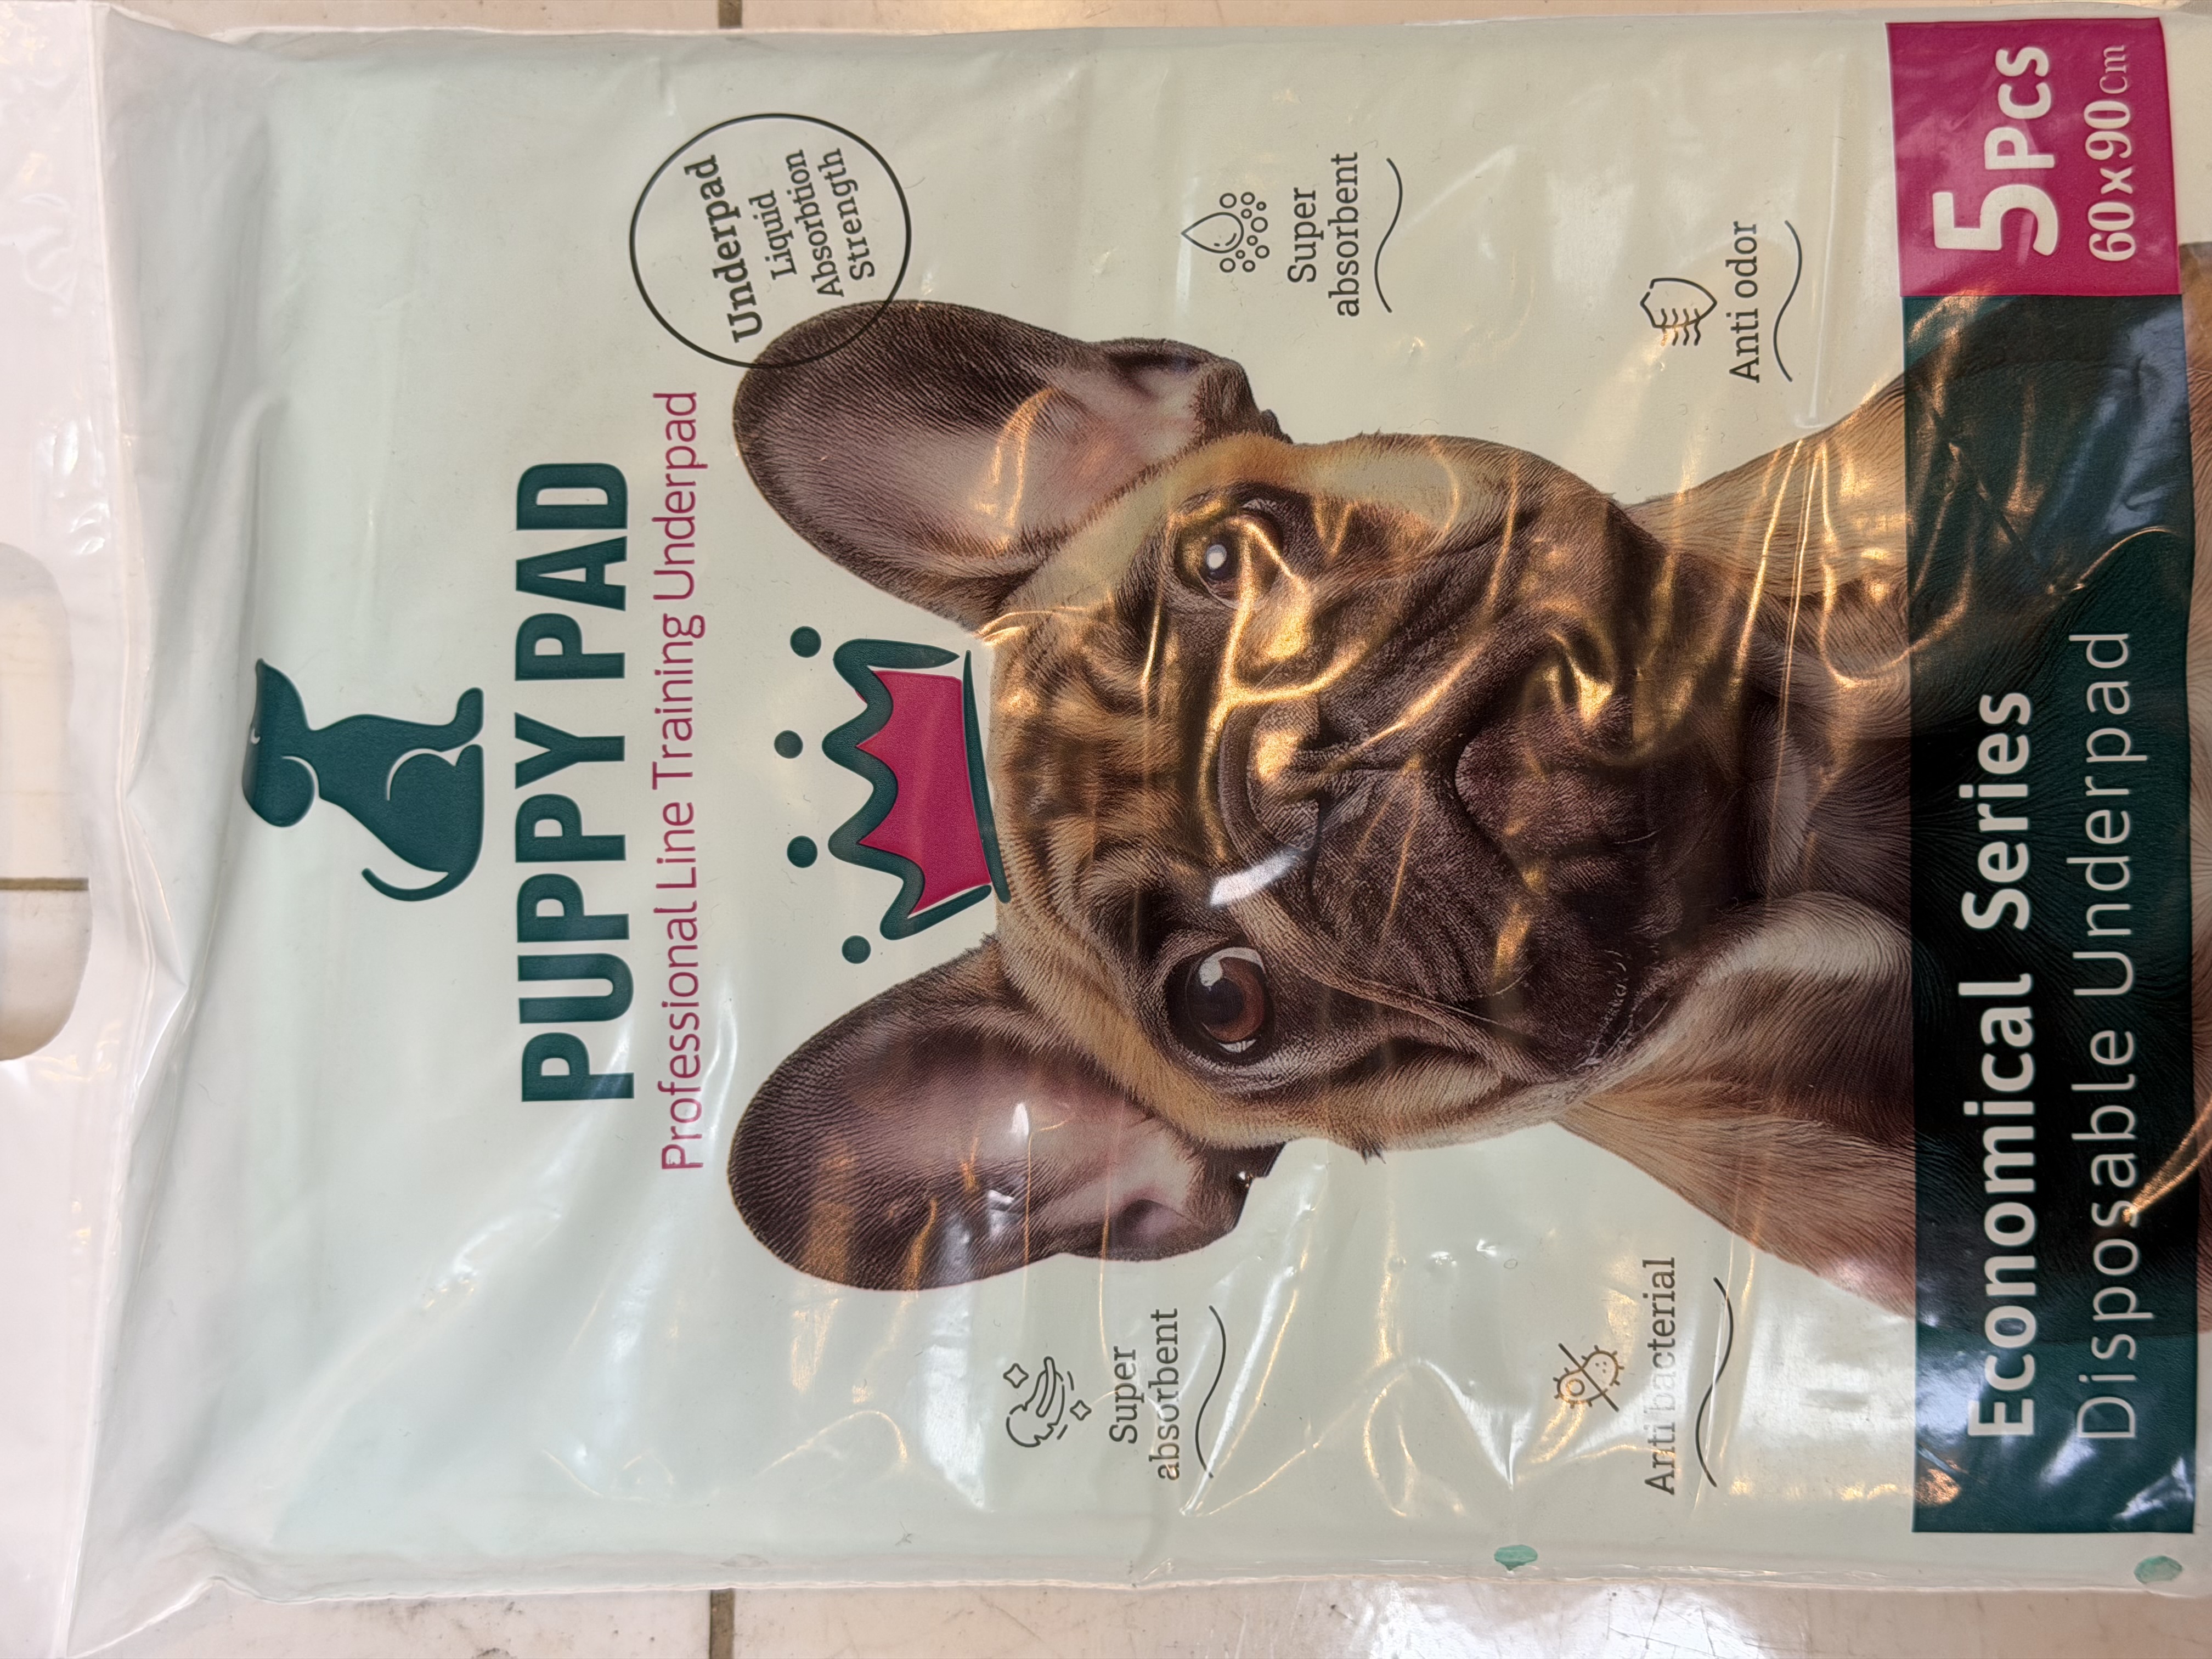 PUPPY PAD
Professional Line Training Underpad
Underpad
Liquid
Absorbtion
Strength
Super
absorbent
Super
absorbent
Anti bacterial
Anti odor
Economical Series
Disposable Underpad
5PCS
60x90cm